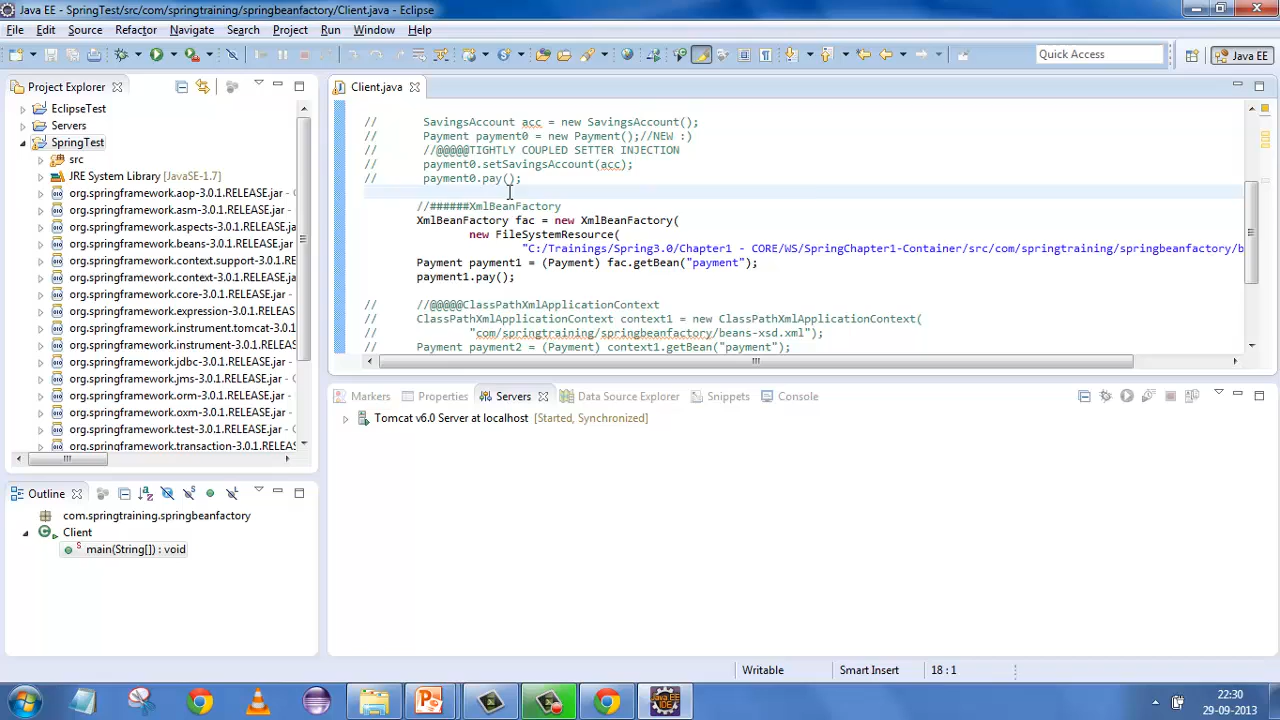 Java EE - SpringTest/src/com/springtraining/springbeanfactory/Client.java - Eclipse
File Edit Source Refactor Navigate Search Project Run Window Help
Quick Access
Java EE
Project Explorer
EclipseTest
Servers
SpringTest
src
JRE System Library [JavaSE-1.7]
org.springframework.aop-3.0.1.RELEASE.jar
org.springframework.asm-3.0.1.RELEASE.jar
org.springframework.aspects-3.0.1.RELEASE.jar
org.springframework.beans-3.0.1.RELEASE.jar
org.springframework.context.support-3.0.1.RELEASE.jar
org.springframework.context-3.0.1.RELEASE.jar
org.springframework.core-3.0.1.RELEASE.jar
org.springframework.expression-3.0.1.RELEASE.jar
org.springframework.instrument.tomcat-3.0.1.RELEASE.jar
org.springframework.instrument-3.0.1.RELEASE.jar
org.springframework.jdbc-3.0.1.RELEASE.jar
org.springframework.jms-3.0.1.RELEASE.jar
org.springframework.orm-3.0.1.RELEASE.jar
org.springframework.oxm-3.0.1.RELEASE.jar
org.springframework.test-3.0.1.RELEASE.jar
org.springframework.transaction-3.0.1.RELEASE.jar
Outline
com.springtraining.springbeanfactory
Client
main(String[]) : void
Client.java
// SavingsAccount acc = new SavingsAccount();
// Payment payment0 = new Payment();//NEW :)
// //@@@@@TIGHTLY COUPLED SETTER INJECTION
// payment0.setSavingsAccount(acc);
// payment0.pay();
//######XmlBeanFactory
XmlBeanFactory fac = new XmlBeanFactory(
new FileSystemResource(
"C:/Trainings/Spring3.0/Chapter1 - CORE/WS/SpringChapter1-Container/src/com/springtraining/springbeanfactory/b
Payment payment1 = (Payment) fac.getBean("payment");
payment1.pay();
// //@@@@@ClassPathXmlApplicationContext
// ClassPathXmlApplicationContext context1 = new ClassPathXmlApplicationContext(
// "com/springtraining/springbeanfactory/beans-xsd.xml");
// Payment payment2 = (Payment) context1.getBean("payment");
Markers Properties Servers Data Source Explorer Snippets Console
Tomcat v6.0 Server at localhost [Started, Synchronized]
Writable Smart Insert 18 : 1
22:30
29-09-2013